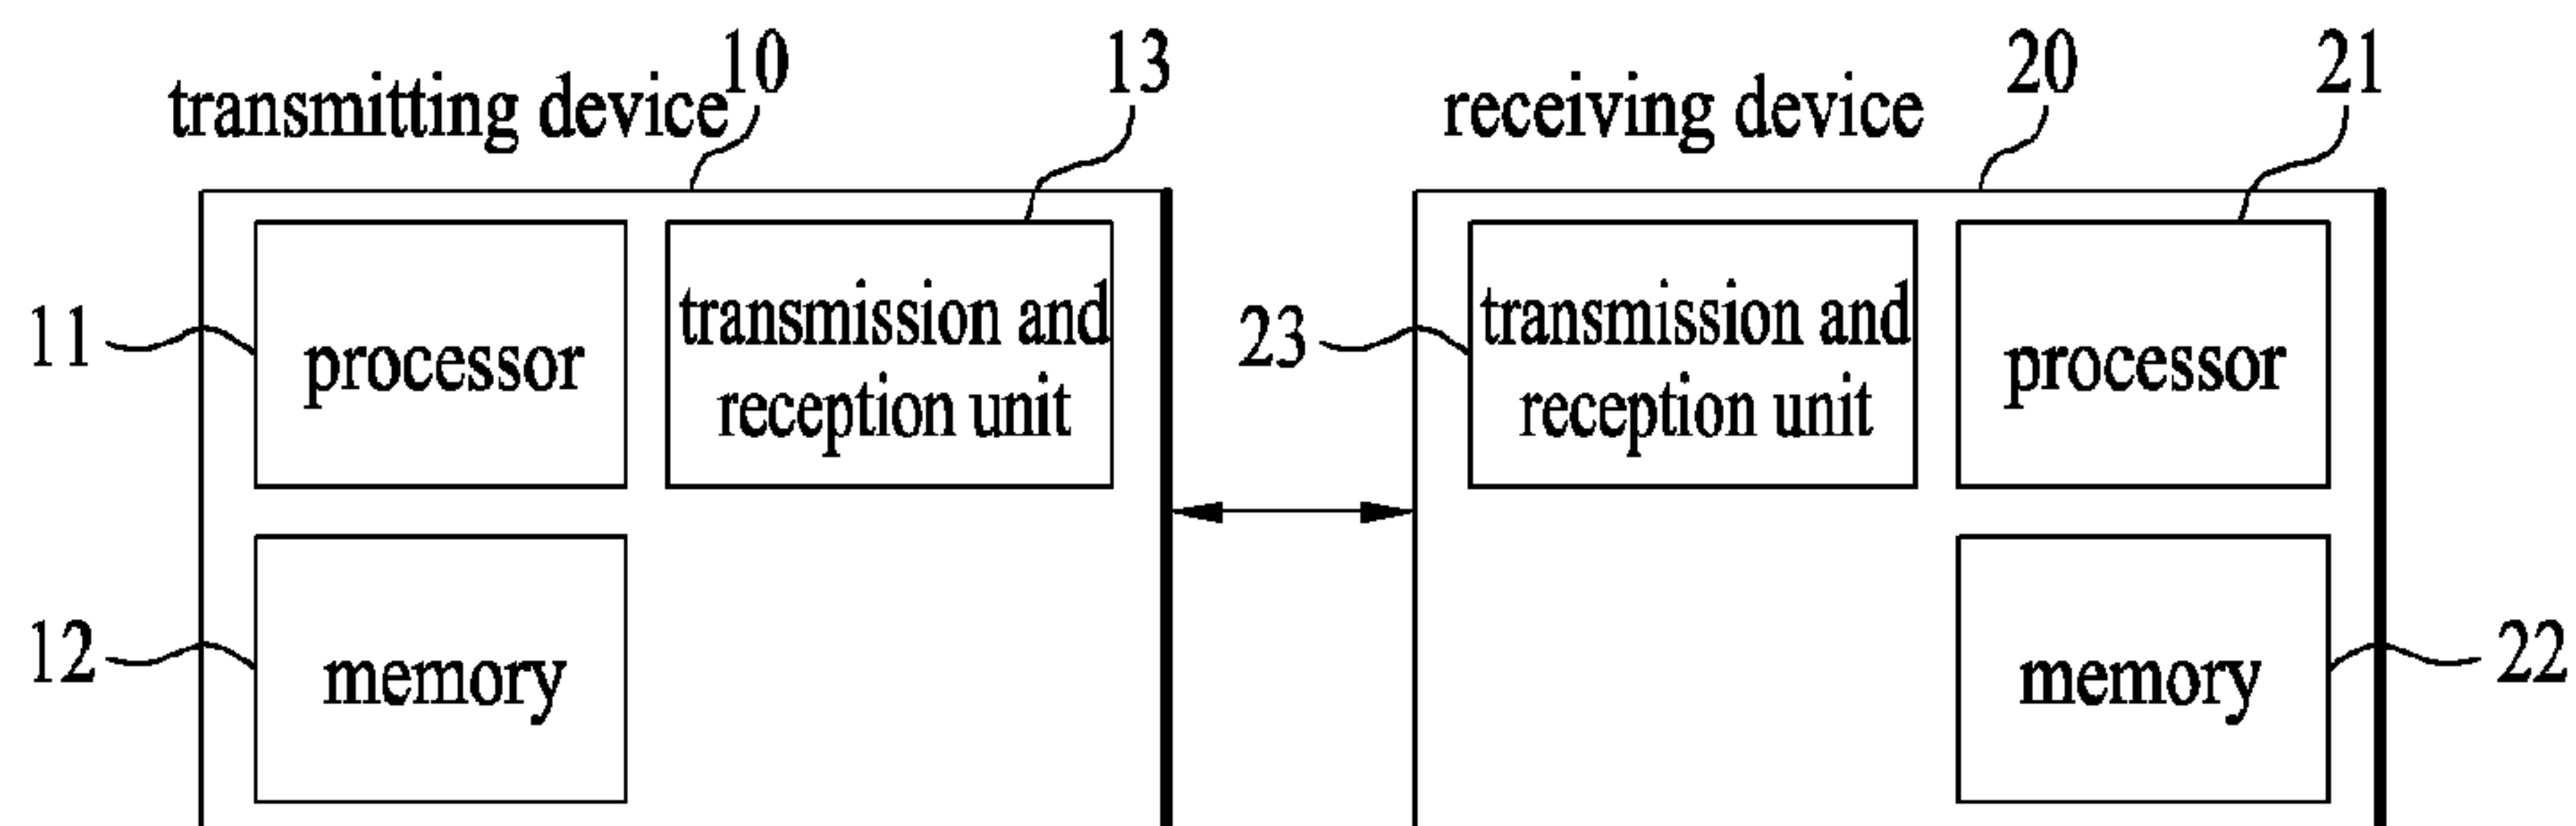 transmitting device
10
13
receiving device
20
21
11
processor
transmission and
reception unit
23
transmission and
reception unit
processor
12
memory
memory
22